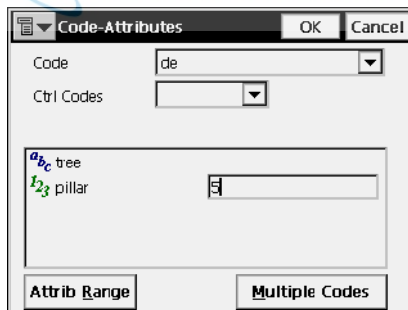 Code-Attributes OK Cancel
Code de
Ctrl Codes
abc tree
123 pillar 5
Attrib Range Multiple Codes